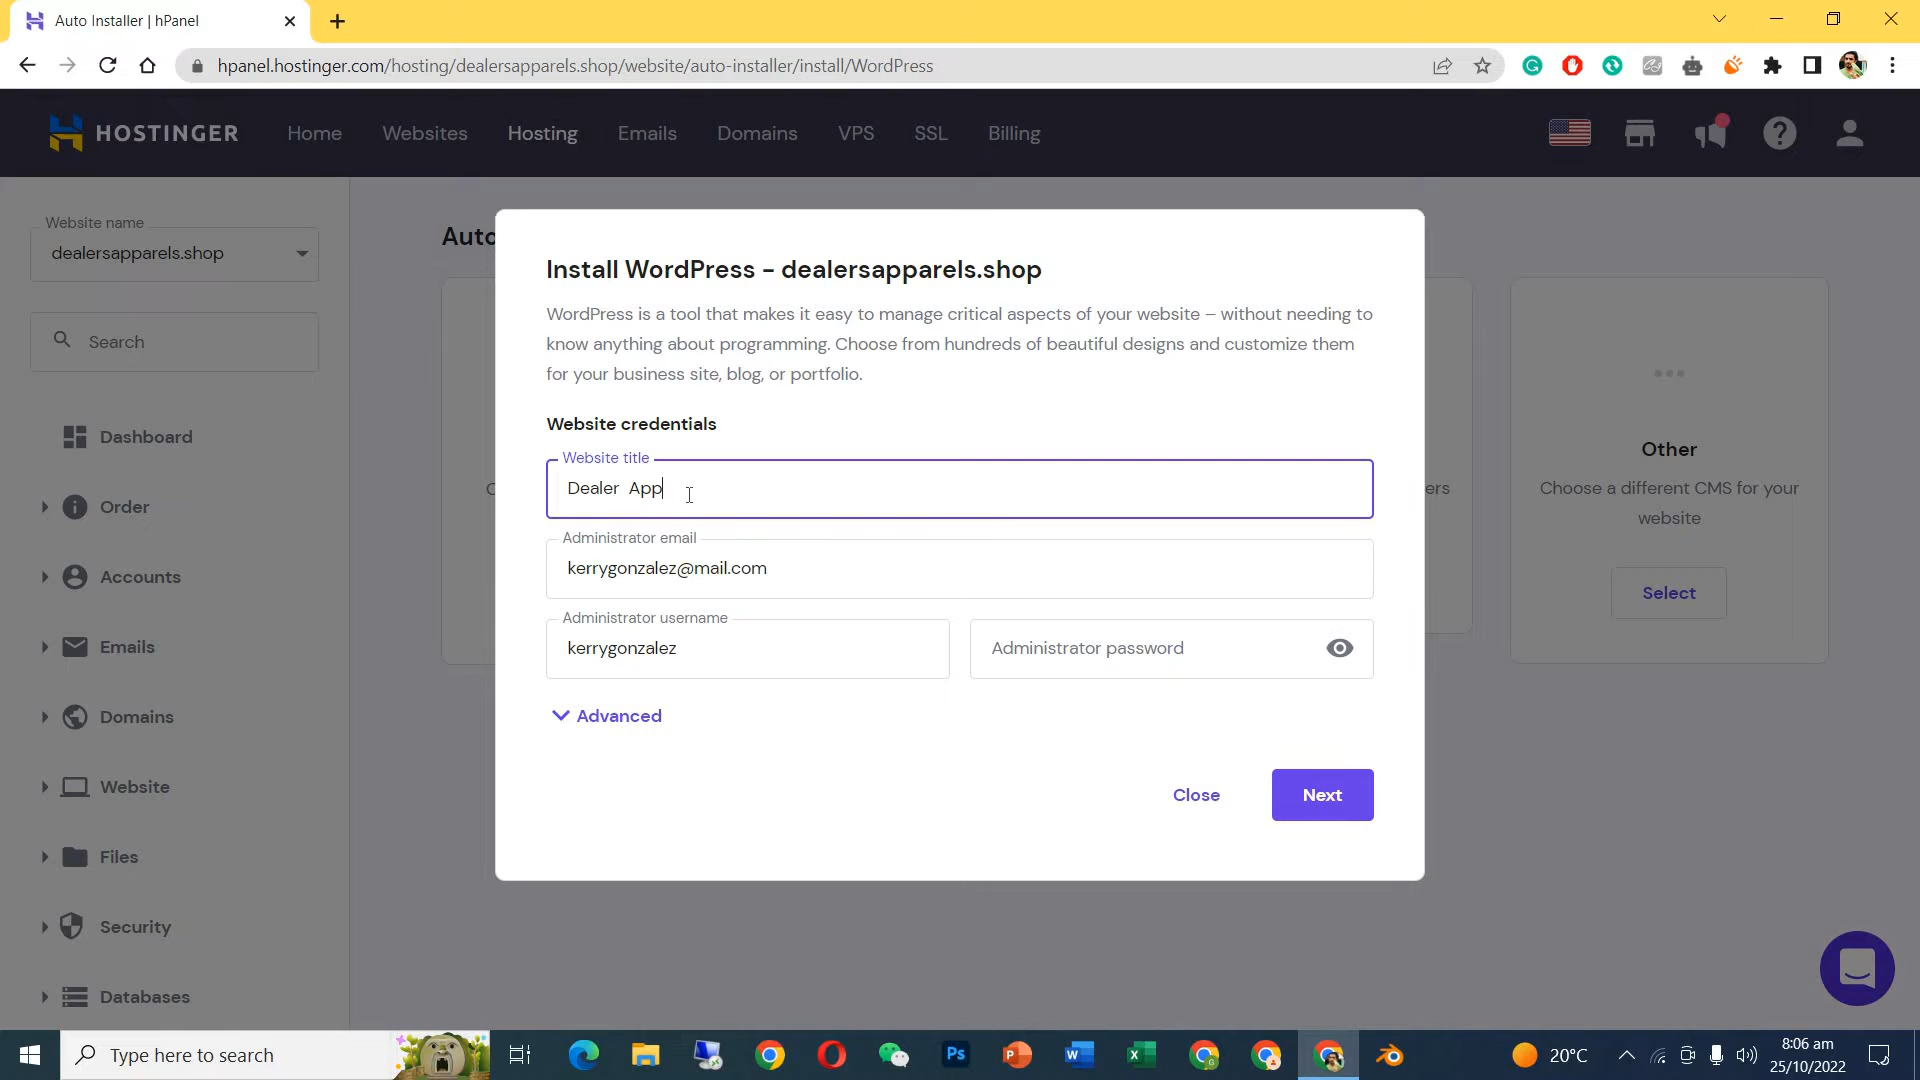 Auto Installer | hPanel
hpanel.hostinger.com/hosting/dealersapparels.shop/website/auto-installer/install/WordPress
HOSTINGER
Home
Websites
Hosting
Emails
Domains
VPS
SSL
Billing
Website name
dealersapparels.shop
Search
Dashboard
Order
Accounts
Emails
Domains
Website
Files
Security
Databases
Auto
Install WordPress - dealersapparels.shop
WordPress is a tool that makes it easy to manage critical aspects of your website – without needing to
know anything about programming. Choose from hundreds of beautiful designs and customize them
for your business site, blog, or portfolio.
Website credentials
Website title
Dealer  App
Administrator email
kerrygonzalez@mail.com
Administrator username
kerrygonzalez
Administrator password
Advanced
Close
Next
ers
Other
Choose a different CMS for your
website
Select
Type here to search
Ps
20°C
8:06 am
25/10/2022